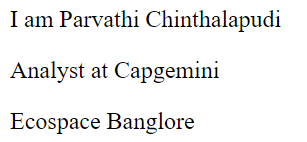 I am Parvathi Chinthalapudi
Analyst at Capgemini
Ecospace Banglore